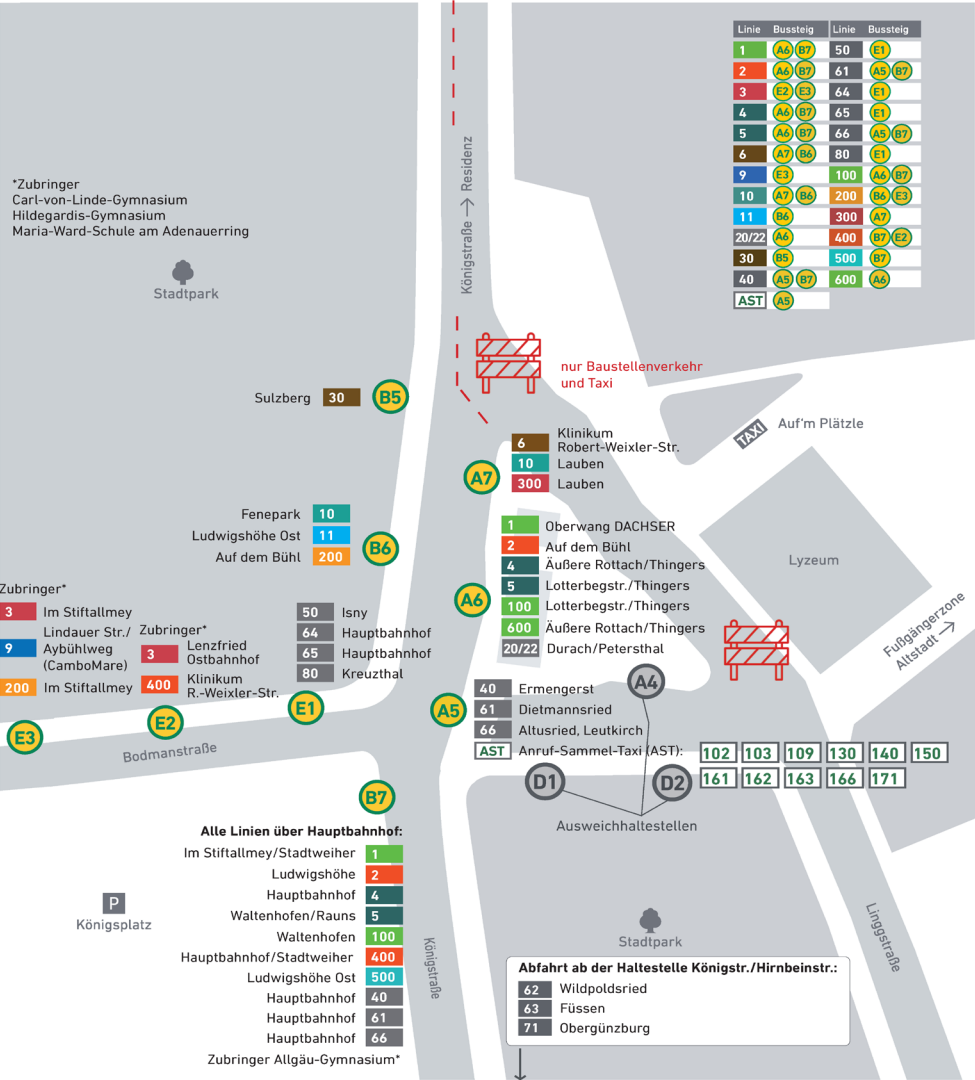 Linie Bussteig Linie Bussteig
1 A6 B7 50 E1
2 A6 B7 61 A5 B7
3 E2 E3 64 E1
4 A6 B7 65 E1
5 A6 B7 66 A5 B7
6 A7 B6 80 E1
9 E3 100 A6 B7
10 A7 B6 200 B6 E3
11 B6 300 A7
20/22 A6 400 B7 E2
30 B5 500 B7
40 A5 B7 600 A6
AST A5
*Zubringer
Carl-von-Linde-Gymnasium
Hildegardis-Gymnasium
Maria-Ward-Schule am Adenauerring
Stadtpark
Königstraße → Residenz
nur Baustellenverkehr
und Taxi
Sulzberg 30 B5
TAXI Auf'm Plätzle
A7
6 Klinikum
Robert-Weixler-Str.
10 Lauben
300 Lauben
Fenepark 10
Ludwigshöhe Ost 11
Auf dem Bühl 200
B6
A6
1 Oberwang DACHSER
2 Auf dem Bühl
4 Äußere Rottach/Thingers
5 Lotterbegstr./Thingers
100 Lotterbegstr./Thingers
600 Äußere Rottach/Thingers
20/22 Durach/Petersthal
Lyzeum
Fußgängerzone
Altstadt →
Zubringer*
3 Im Stiftallmey
9 Lindauer Str./
Aybühlweg
(CamboMare)
200 Im Stiftallmey
E3
Zubringer*
3 Lenzfried
Ostbahnhof
400 Klinikum
R.-Weixler-Str.
E2
50 Isny
64 Hauptbahnhof
65 Hauptbahnhof
80 Kreuzthal
E1
Bodmanstraße
A5
40 Ermengerst
61 Dietmannsried
66 Altusried, Leutkirch
AST Anruf-Sammel-Taxi (AST):
102 103 109 130 140 150
161 162 163 166 171
A4
D1
D2
Ausweichhaltestellen
B7
Alle Linien über Hauptbahnhof:
Im Stiftallmey/Stadtweiher 1
Ludwigshöhe 2
Hauptbahnhof 4
Waltenhofen/Rauns 5
Waltenhofen 100
Hauptbahnhof/Stadtweiher 400
Ludwigshöhe Ost 500
Hauptbahnhof 40
Hauptbahnhof 61
Hauptbahnhof 66
Zubringer Allgäu-Gymnasium*
P
Königsplatz
Königstraße
Stadtpark
Linggstraße
Abfahrt ab der Haltestelle Königstr./Hirnbeinstr.:
62 Wildpoldsried
63 Füssen
71 Obergünzburg